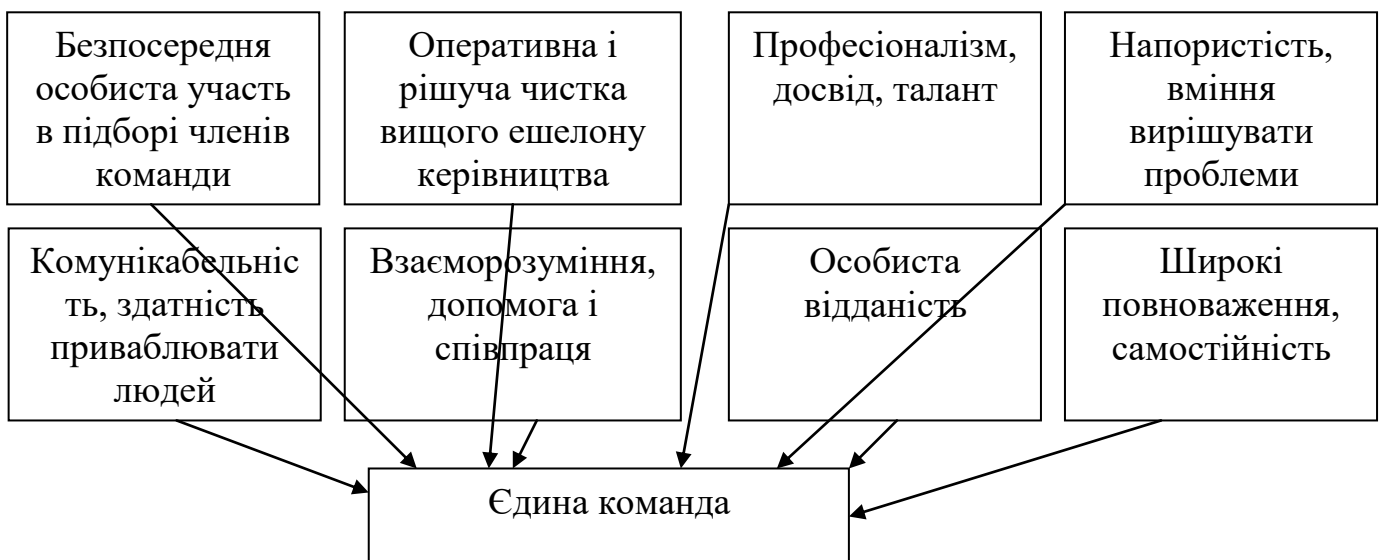 Безпосередня
особиста участь
в підборі членів
команди
Оперативна і
рішуча чистка
вищого ешелону
керівництва
Професіоналізм,
досвід, талант
Напористість,
вміння
вирішувати
проблеми
Комунікабельніс
ть, здатність
приваблювати
людей
Взаєморозуміння,
допомога і
співпраця
Особиста
відданість
Широкі
повноваження,
самостійність
Єдина команда